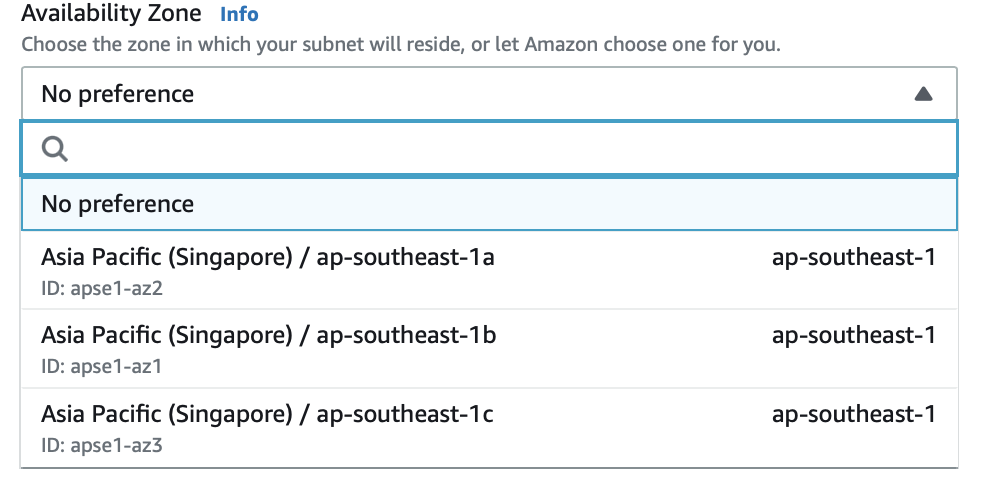 Availability Zone Info
Choose the zone in which your subnet will reside, or let Amazon choose one for you.
No preference
No preference
Asia Pacific (Singapore) / ap-southeast-1a ap-southeast-1
ID: apse1-az2
Asia Pacific (Singapore) / ap-southeast-1b ap-southeast-1
ID: apse1-az1
Asia Pacific (Singapore) / ap-southeast-1c ap-southeast-1
ID: apse1-az3